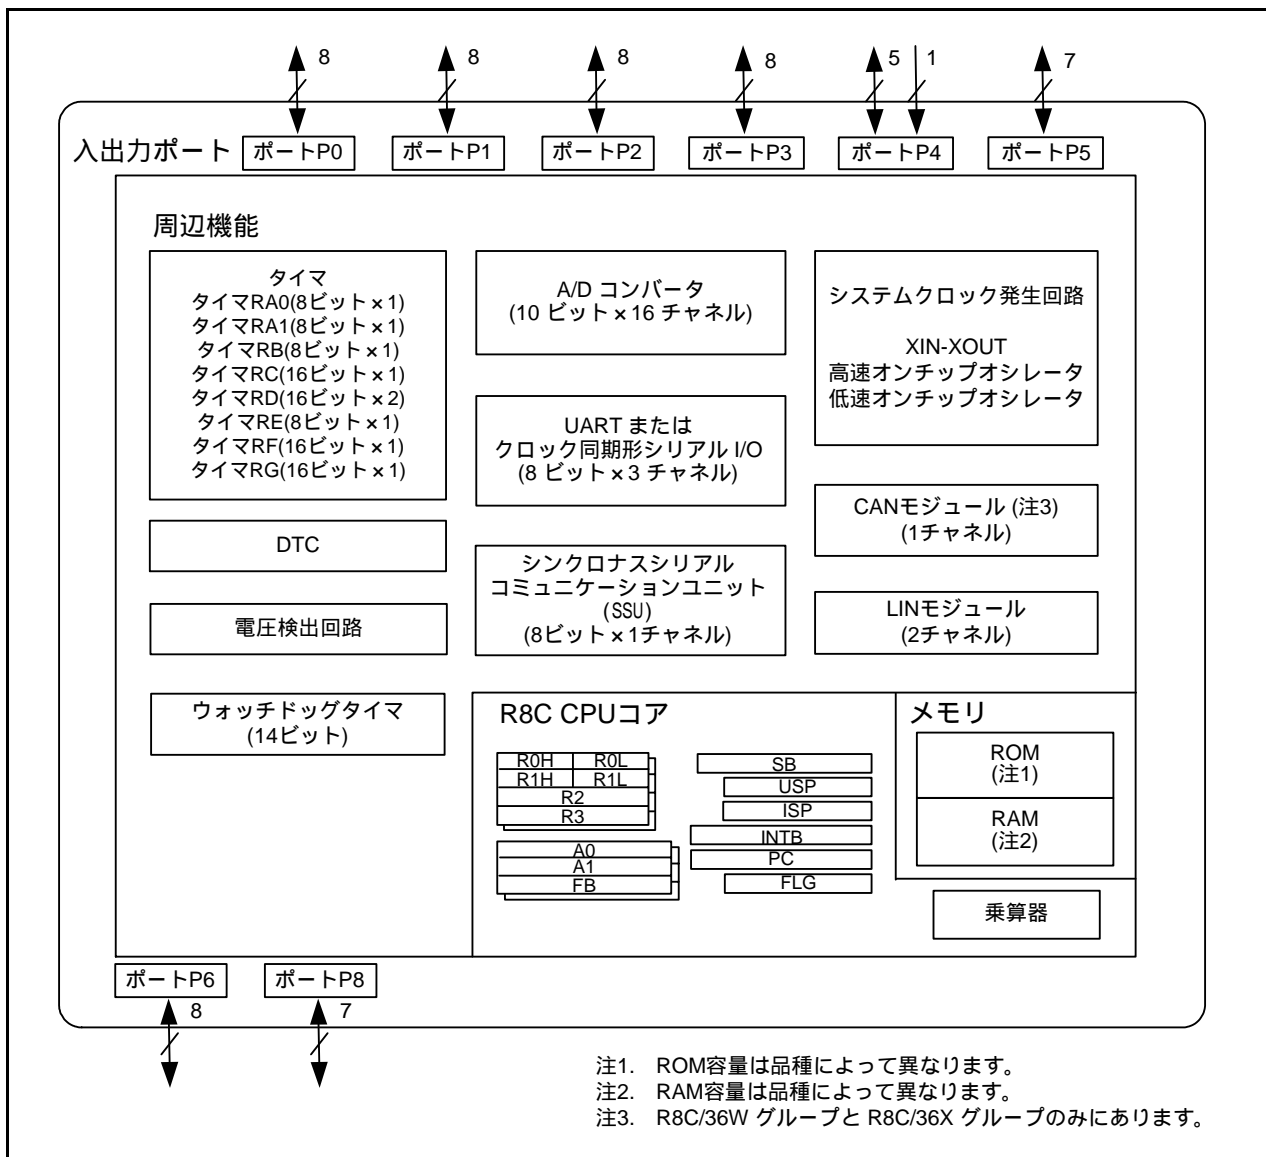 8 8 8 8 5 1 7
入出力ポート ポートP0 ポートP1 ポートP2 ポートP3 ポートP4 ポートP5
周辺機能
タイマ
タイマRA0(8ビット×1)
タイマRA1(8ビット×1)
タイマRB(8ビット×1)
タイマRC(16ビット×1)
タイマRD(16ビット×2)
タイマRE(8ビット×1)
タイマRF(16ビット×1)
タイマRG(16ビット×1)
DTC
電圧検出回路
ウォッチドッグタイマ
(14ビット)
A/D コンバータ
(10 ビット×16 チャネル)
UART または
クロック同期形シリアル I/O
(8 ビット×3 チャネル)
シンクロナスシリアル
コミュニケーションユニット
(SSU)
(8ビット×1チャネル)
システムクロック発生回路
XIN-XOUT
高速オンチップオシレータ
低速オンチップオシレータ
CANモジュール (注3)
(1チャネル)
LINモジュール
(2チャネル)
R8C CPUコア
R0H R0L
R1H R1L
R2
R3
A0
A1
FB
SB
USP
ISP
INTB
PC
FLG
メモリ
ROM
(注1)
RAM
(注2)
乗算器
ポートP6 ポートP8
8 7
注1. ROM容量は品種によって異なります。
注2. RAM容量は品種によって異なります。
注3. R8C/36W グループと R8C/36X グループのみにあります。